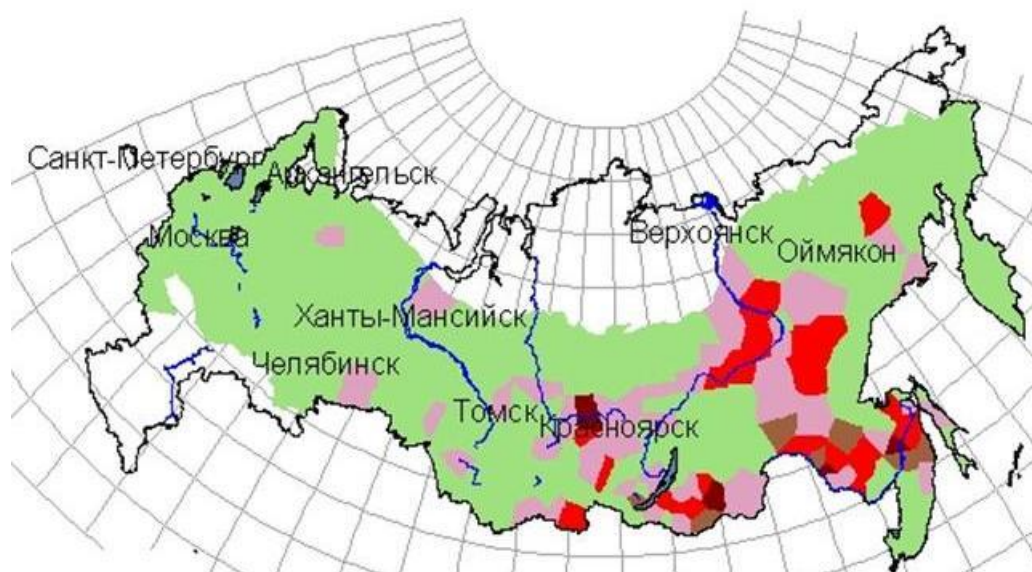 Санкт-Петербург
Архангельск
Москва
Верхоянск
Оймякон
Ханты-Мансийск
Челябинск
Томск
Красноярск